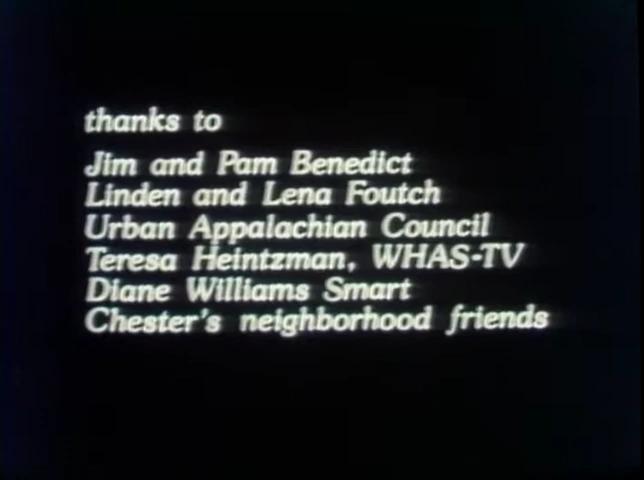 thanks to
Jim and Pam Benedict
Linden and Lena Foutch
Urban Appalachian Council
Teresa Heintzman, WHAS-TV
Diane Williams Smart
Chester's neighborhood friends